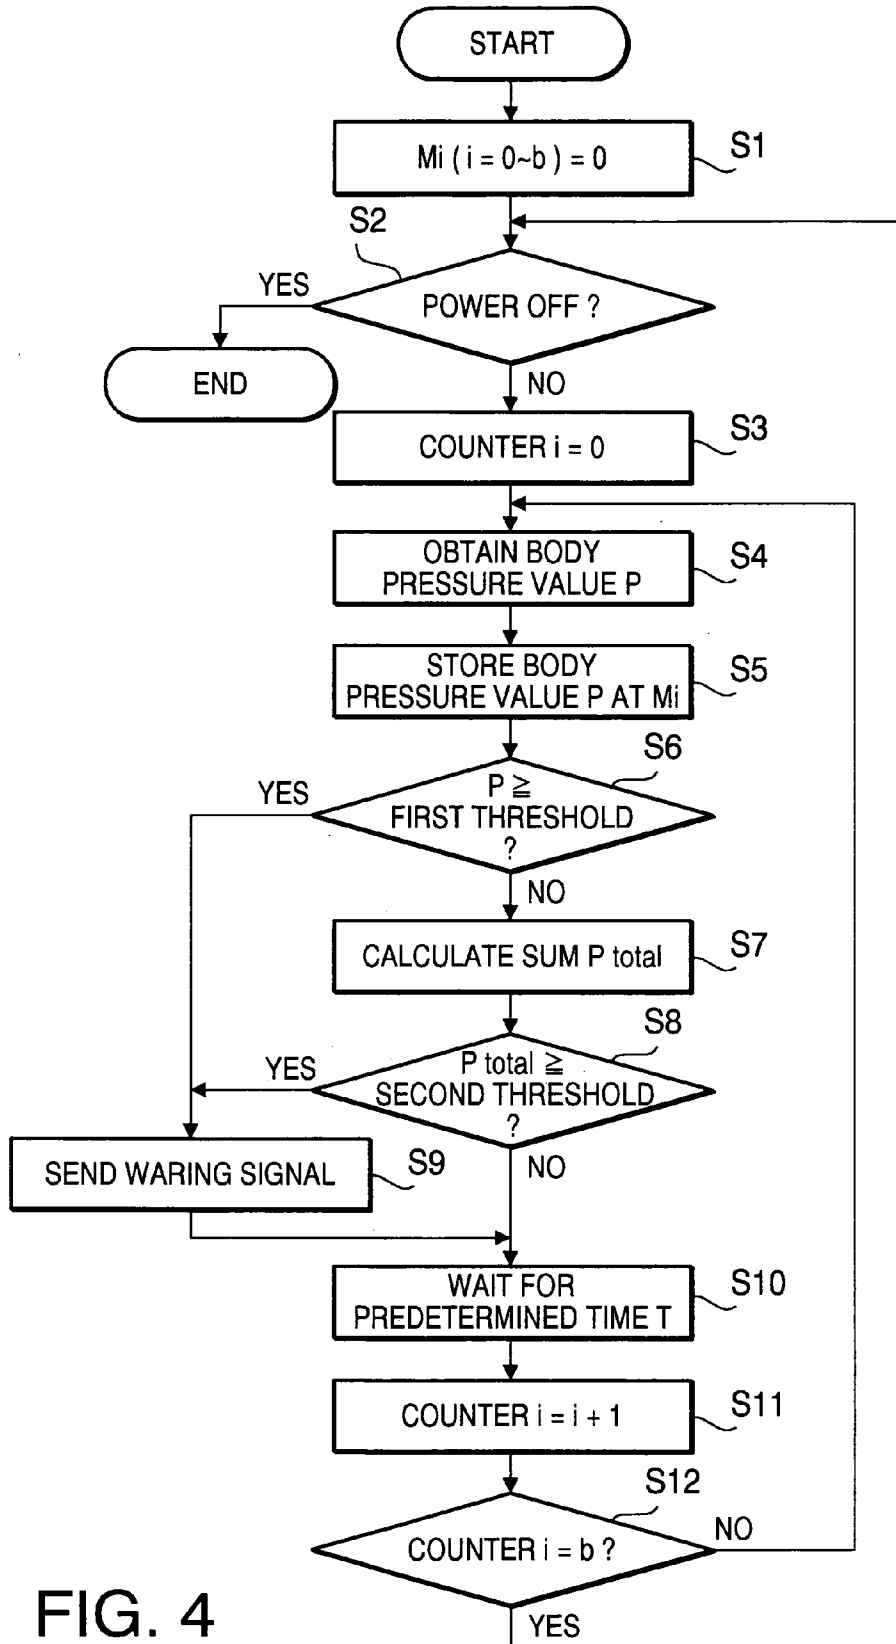 START
Mi ( i = 0~b ) = 0
S1
S2
YES
POWER OFF ?
END
NO
COUNTER i = 0
S3
OBTAIN BODY
PRESSURE VALUE P
S4
STORE BODY
PRESSURE VALUE P AT Mi
S5
S6
YES
P ≧
FIRST THRESHOLD
?
NO
CALCULATE SUM P total
S7
S8
YES
P total ≧
SECOND THRESHOLD
?
NO
SEND WARING SIGNAL
S9
WAIT FOR
PREDETERMINED TIME T
S10
COUNTER i = i + 1
S11
S12
COUNTER i = b ?
NO
YES
FIG. 4